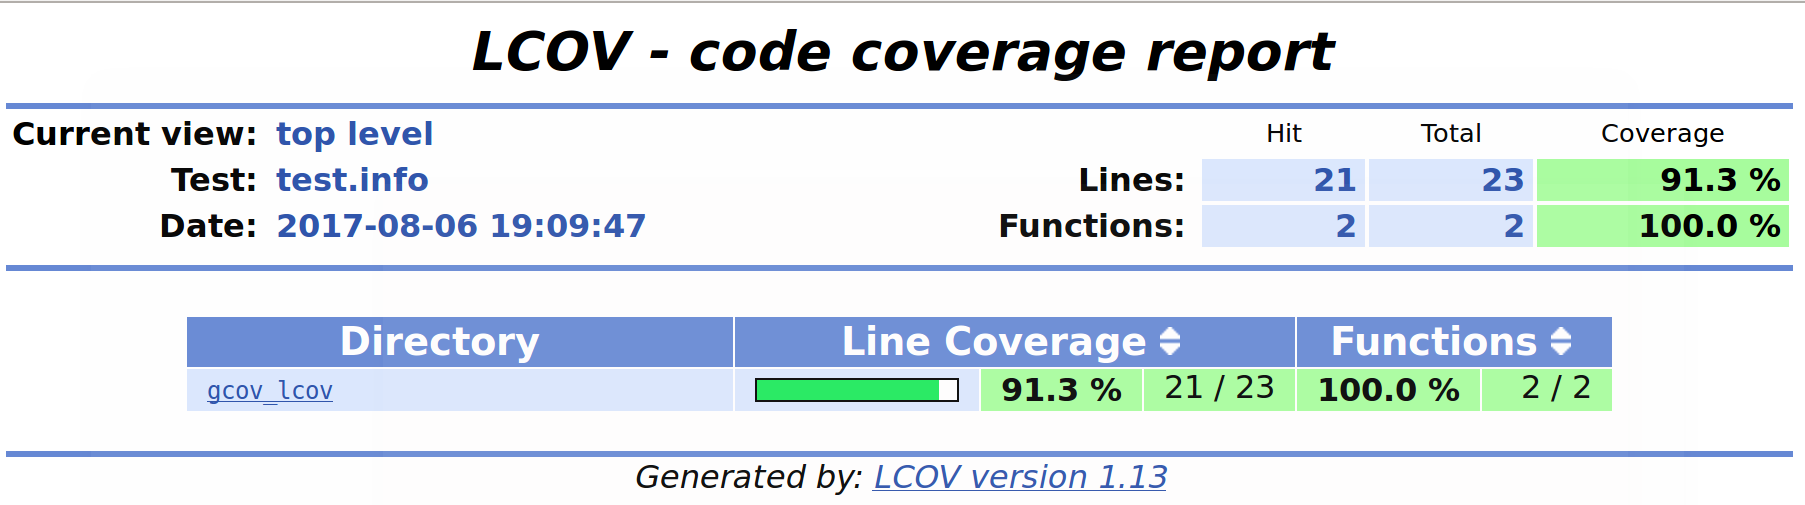 LCOV - code coverage report
Current view: top level Hit Total Coverage
Test: test.info Lines: 21 23 91.3 %
Date: 2017-08-06 19:09:47 Functions: 2 2 100.0 %
Directory Line Coverage Functions
gcov_lcov 91.3 % 21 / 23 100.0 % 2 / 2
Generated by: LCOV version 1.13